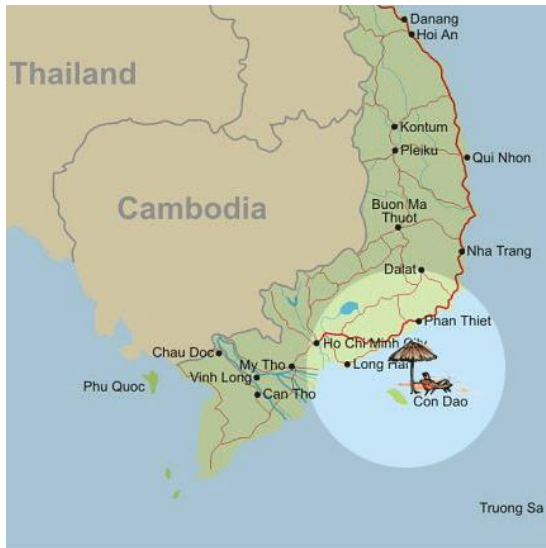 Danang
Hoi An
Thailand
Kontum
Pleiku
Qui Nhon
Cambodia
Buon Ma
Thuot
Nha Trang
Dalat
Phan Thiet
Ho Chi Minh City
Chau Doc
My Tho
Long Hai
Vinh Long
Phu Quoc
Can Tho
Con Dao
Truong Sa